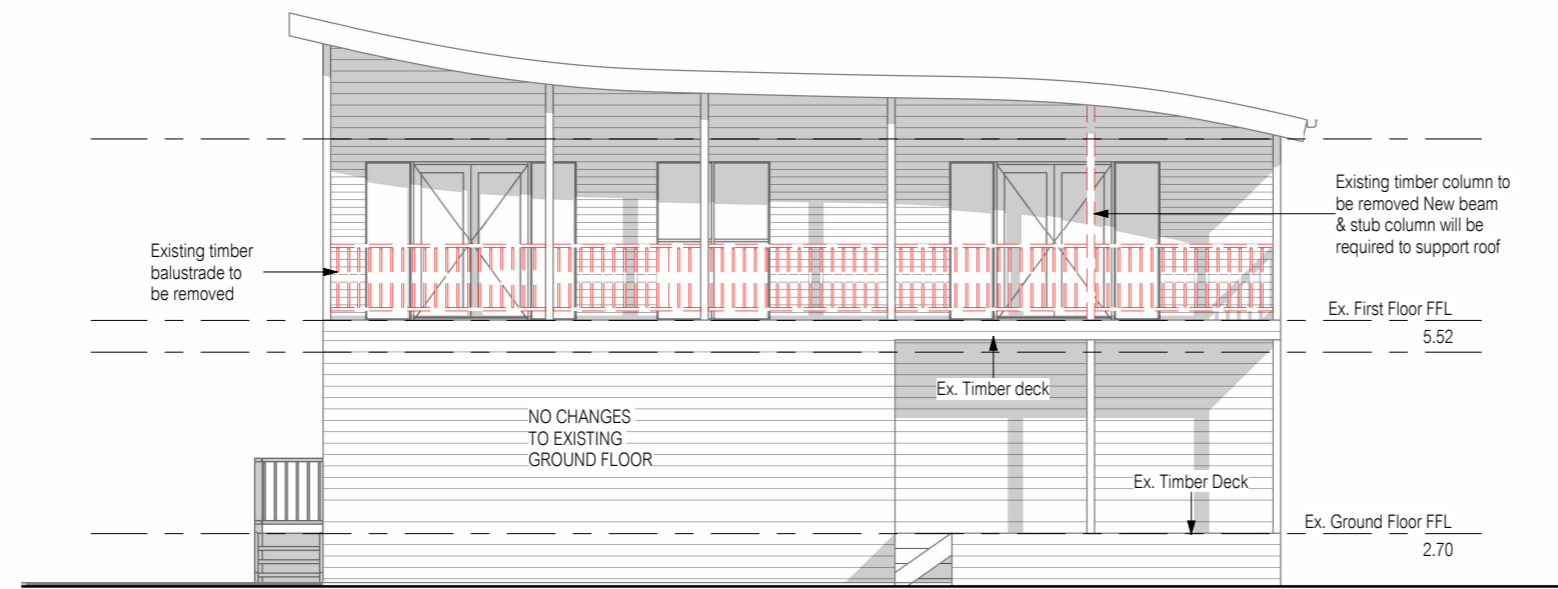 Existing timber
balustrade to
be removed
Existing timber column to
be removed New beam
& stub column will be
required to support roof
Ex. First Floor FFL
5.52
Ex. Timber deck
NO CHANGES
TO EXISTING
GROUND FLOOR
Ex. Timber Deck
Ex. Ground Floor FFL
2.70